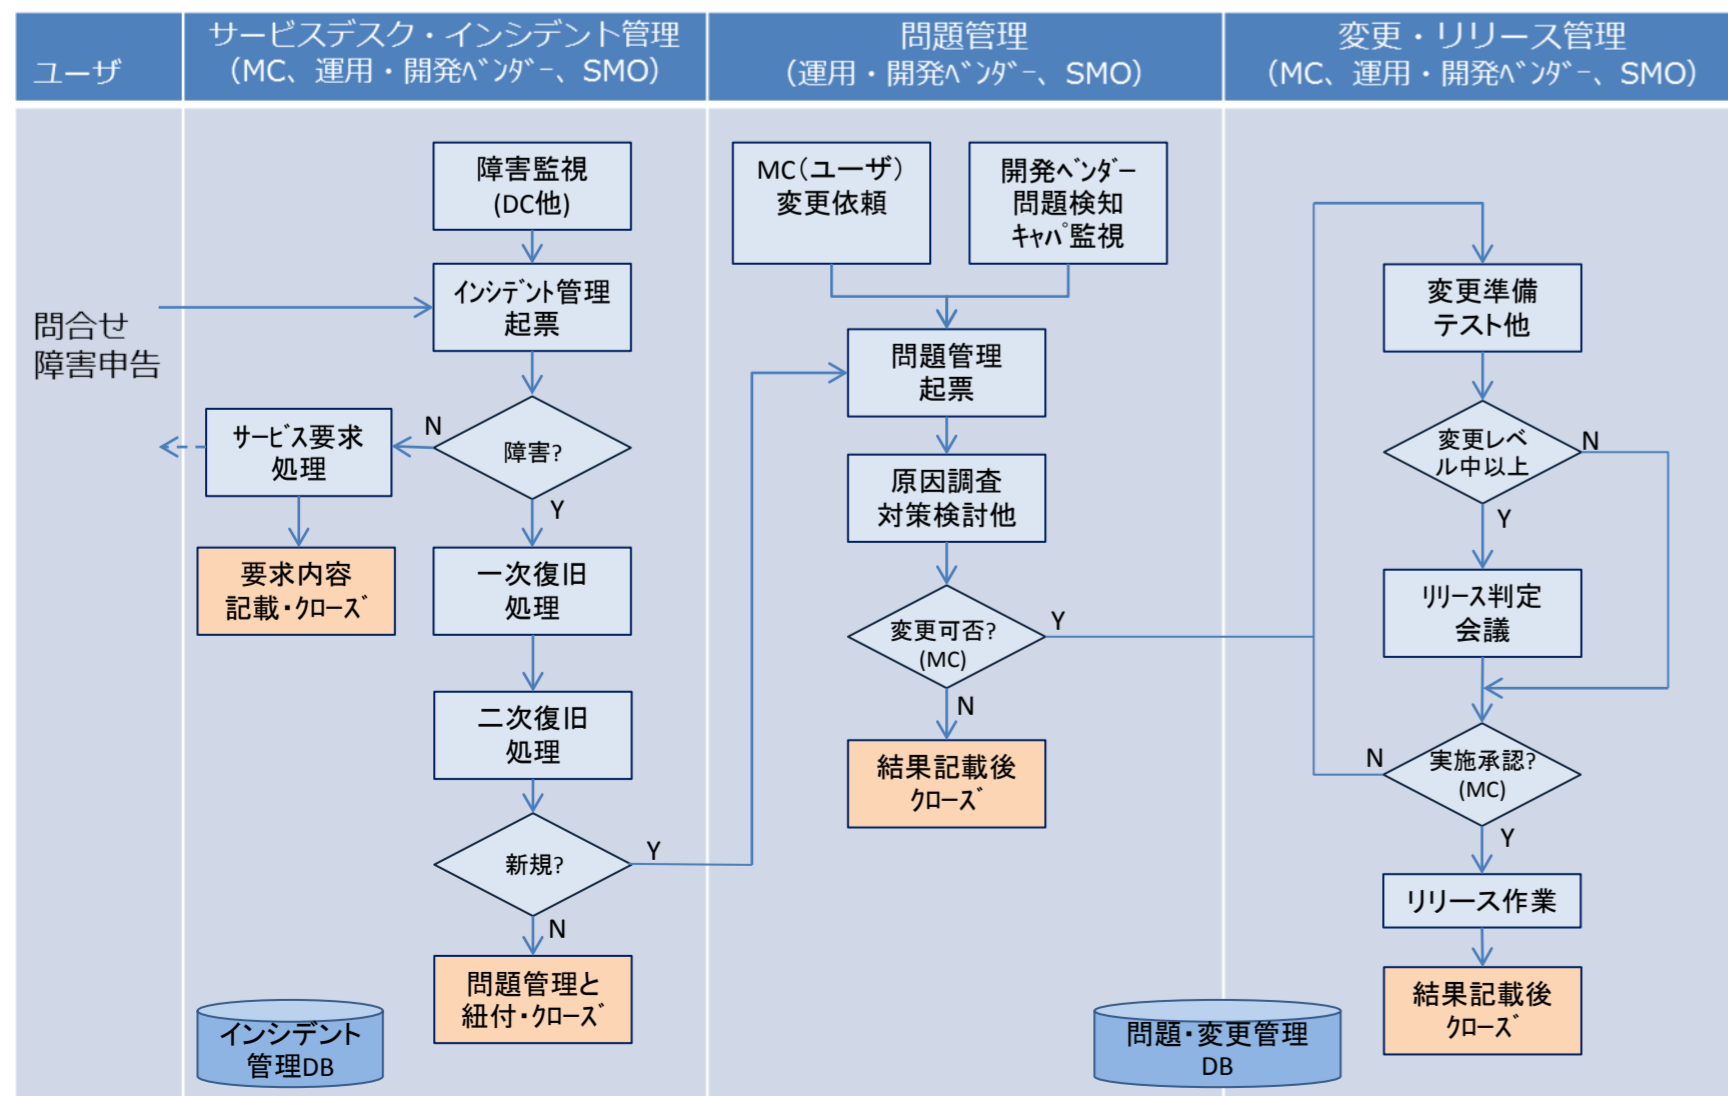 ユーザ
サービスデスク・インシデント管理
（MC、運用・開発ﾍﾞﾝﾀﾞｰ、SMO）
問題管理
（運用・開発ﾍﾞﾝﾀﾞｰ、SMO）
変更・リリース管理
（MC、運用・開発ﾍﾞﾝﾀﾞｰ、SMO）
問合せ
障害申告
障害監視
(DC他)
ｲﾝｼﾃﾞﾝﾄ管理
起票
障害?
N
Y
ｻｰﾋﾞｽ要求
処理
要求内容
記載・ｸﾛｰｽﾞ
一次復旧
処理
二次復旧
処理
新規?
Y
N
問題管理と
紐付・ｸﾛｰｽﾞ
インシデント
管理DB
MC（ユーザ）
変更依頼
開発ﾍﾞﾝﾀﾞｰ
問題検知
ｷｬﾊﾟ監視
問題管理
起票
原因調査
対策検討他
変更可否?
(MC)
Y
N
結果記載後
ｸﾛｰｽﾞ
問題・変更管理
DB
変更準備
テスト他
変更レベ
ル中以上
N
Y
ﾘﾘｰｽ判定
会議
実施承認?
(MC)
N
Y
リリース作業
結果記載後
ｸﾛｰｽﾞ